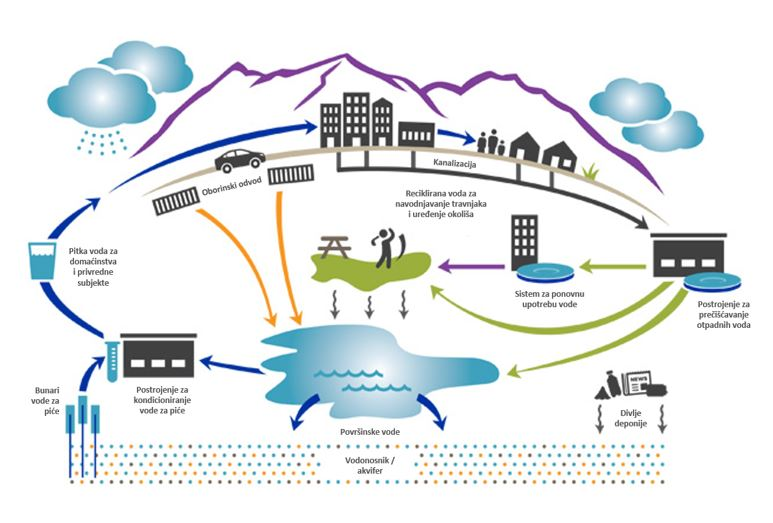 Kanalizacija
Oborinski odvod
Reciklirana voda za
navodnjavanje travnjaka
i uređenje okoliša
Pitka voda za
domaćinstva
i privredne
subjekte
Sistem za ponovnu
upotrebu vode
Postrojenje za
prečišćavanje
otpadnih voda
Bunari
vode za
piće
Postrojenje za
kondicioniranje
vode za piće
NEWS
Divlje
deponije
Površinske vode
Vodonosnik /
akvifer